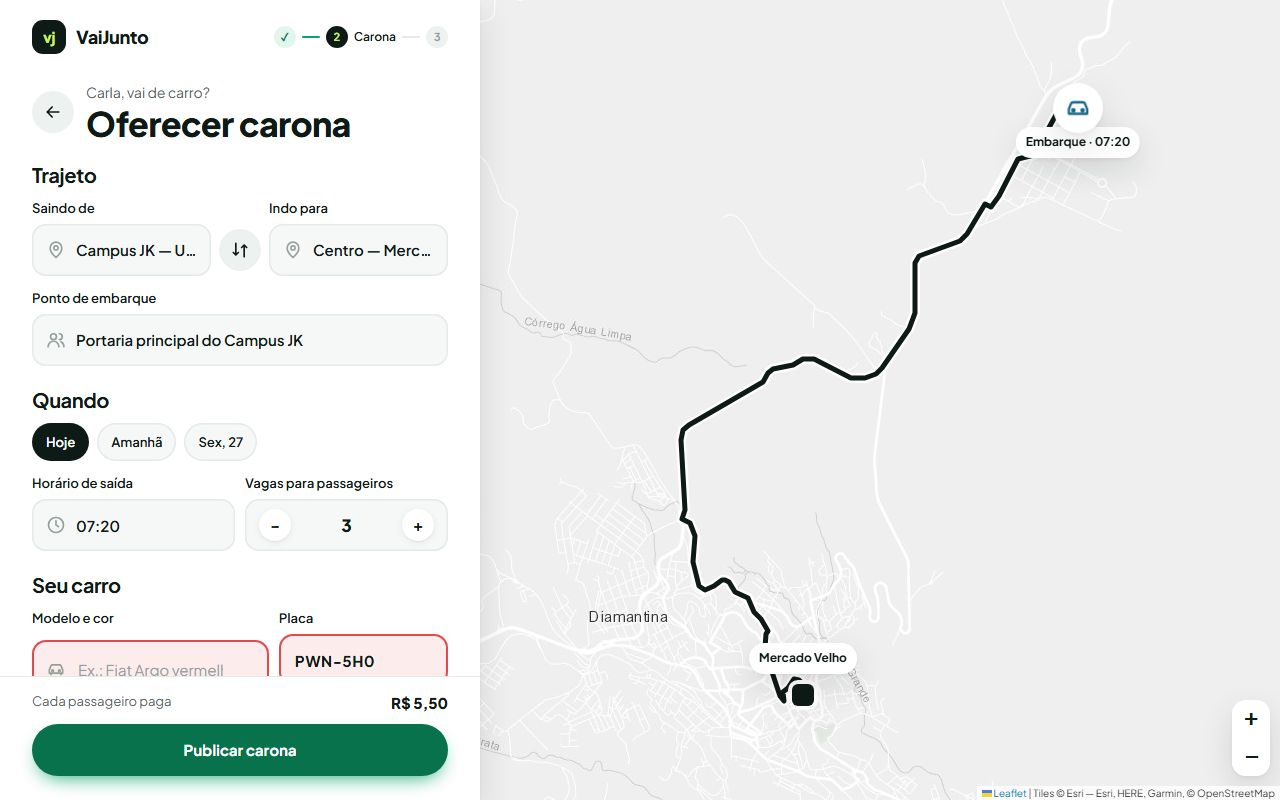 vj VaiJunto
✓ 2 Carona 3
Carla, vai de carro?
Oferecer carona
Trajeto
Saindo de
Indo para
Campus JK — U...
Centro — Merc...
Ponto de embarque
Portaria principal do Campus JK
Quando
Hoje
Amanhã
Sex, 27
Horário de saída
Vagas para passageiros
07:20
− 3 +
Seu carro
Modelo e cor
Placa
Ex.: Fiat Argo vermell
PWN-5H0
Cada passageiro paga
R$ 5,50
Publicar carona
Embarque · 07:20
Córrego Água Limpa
Diamantina
Mercado Velho
Grande
rata
+
−
Leaflet | Tiles © Esri — Esri, HERE, Garmin, © OpenStreetMap